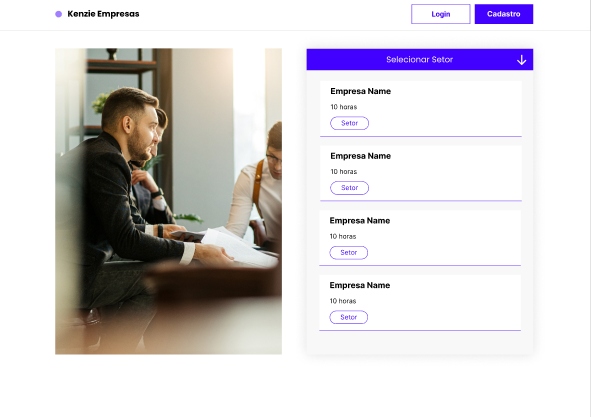 Kenzie Empresas
Login
Cadastro
Selecionar Setor
Empresa Name
10 horas
Setor
Empresa Name
10 horas
Setor
Empresa Name
10 horas
Setor
Empresa Name
10 horas
Setor